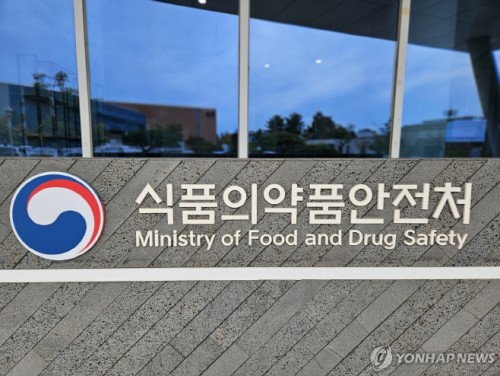 식품의약품안전처
Ministry of Food and Drug Safety
YONHAP NEWS